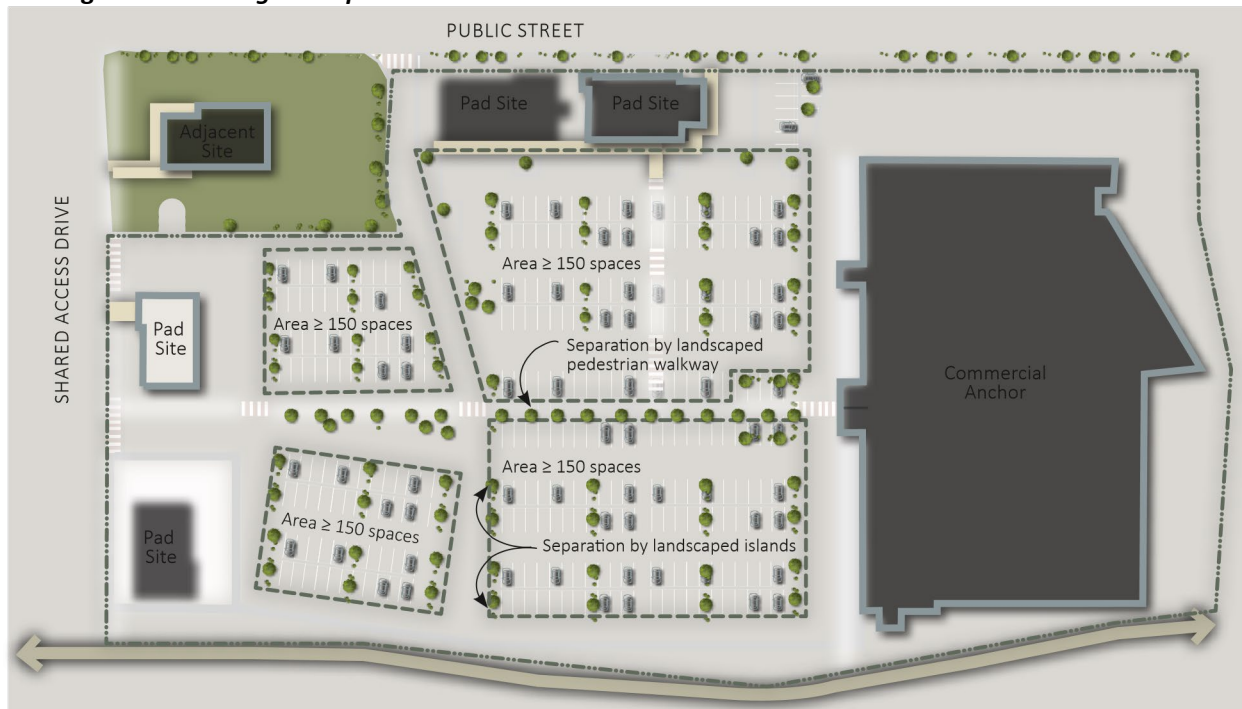 PUBLIC STREET
Pad Site
Pad Site
Adjacent
Site
SHARED ACCESS DRIVE
Area ≥ 150 spaces
Area ≥ 150 spaces
Pad
Site
Separation by landscaped
pedestrian walkway
Commercial
Anchor
Area ≥ 150 spaces
Area ≥ 150 spaces
Separation by landscaped islands
Pad
Site